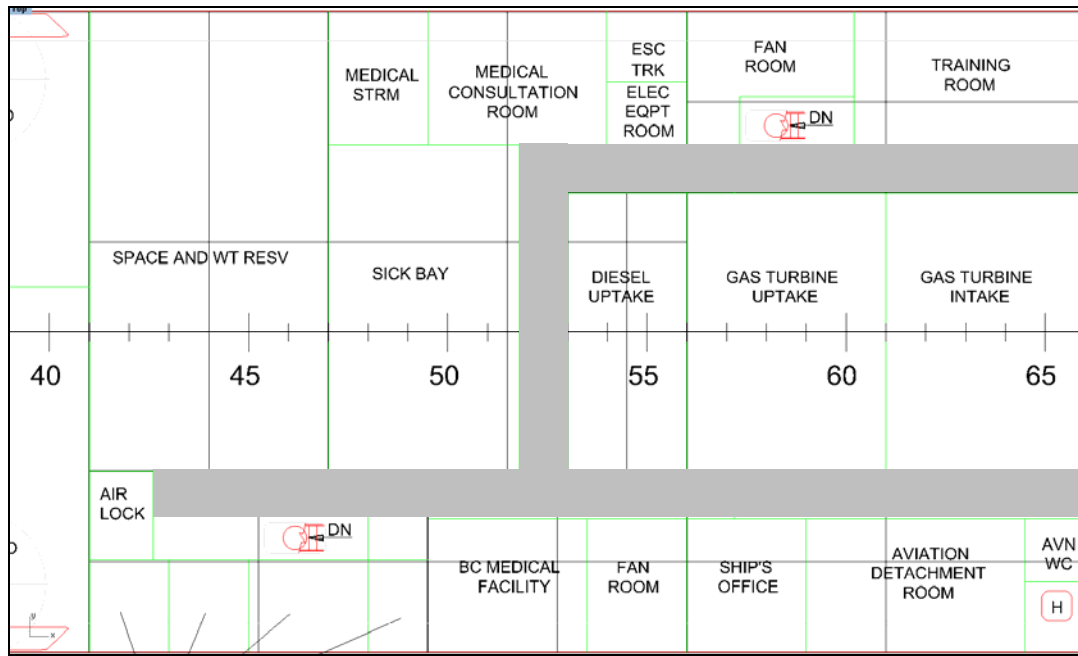 Top
MEDICAL
STRM
MEDICAL
CONSULTATION
ROOM
ESC
TRK
ELEC
EQPT
ROOM
FAN
ROOM
DN
TRAINING
ROOM
SPACE AND WT RESV
SICK BAY
DIESEL
UPTAKE
GAS TURBINE
UPTAKE
GAS TURBINE
INTAKE
40 45 50 55 60 65
AIR
LOCK
DN
BC MEDICAL
FACILITY
FAN
ROOM
SHIP'S
OFFICE
AVIATION
DETACHMENT
ROOM
AVN
WC
H
y
x